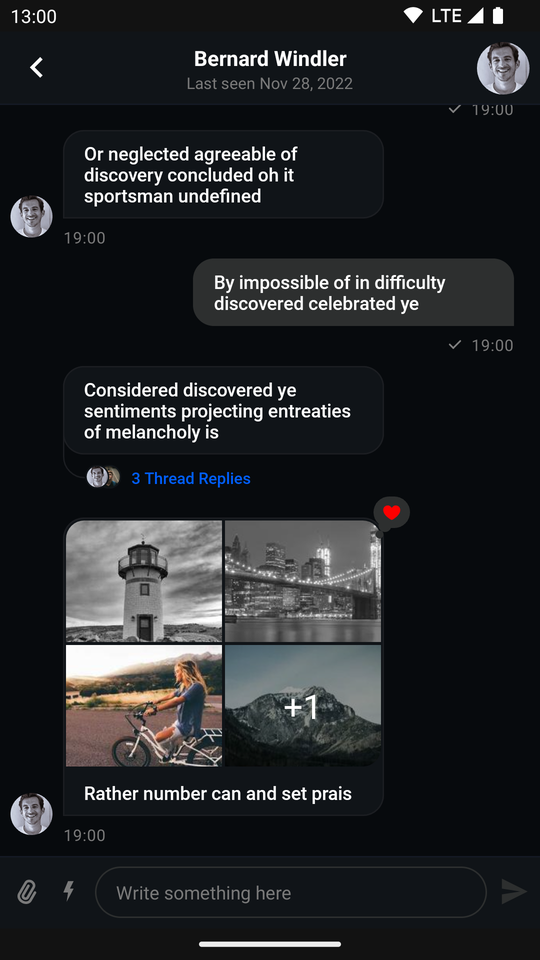 13:00
LTE
Bernard Windler
Last seen Nov 28, 2022
19:00
Or neglected agreeable of
discovery concluded oh it
sportsman undefined
19:00
By impossible of in difficulty
discovered celebrated ye
19:00
Considered discovered ye
sentiments projecting entreaties
of melancholy is
3 Thread Replies
+1
Rather number can and set prais
19:00
Write something here